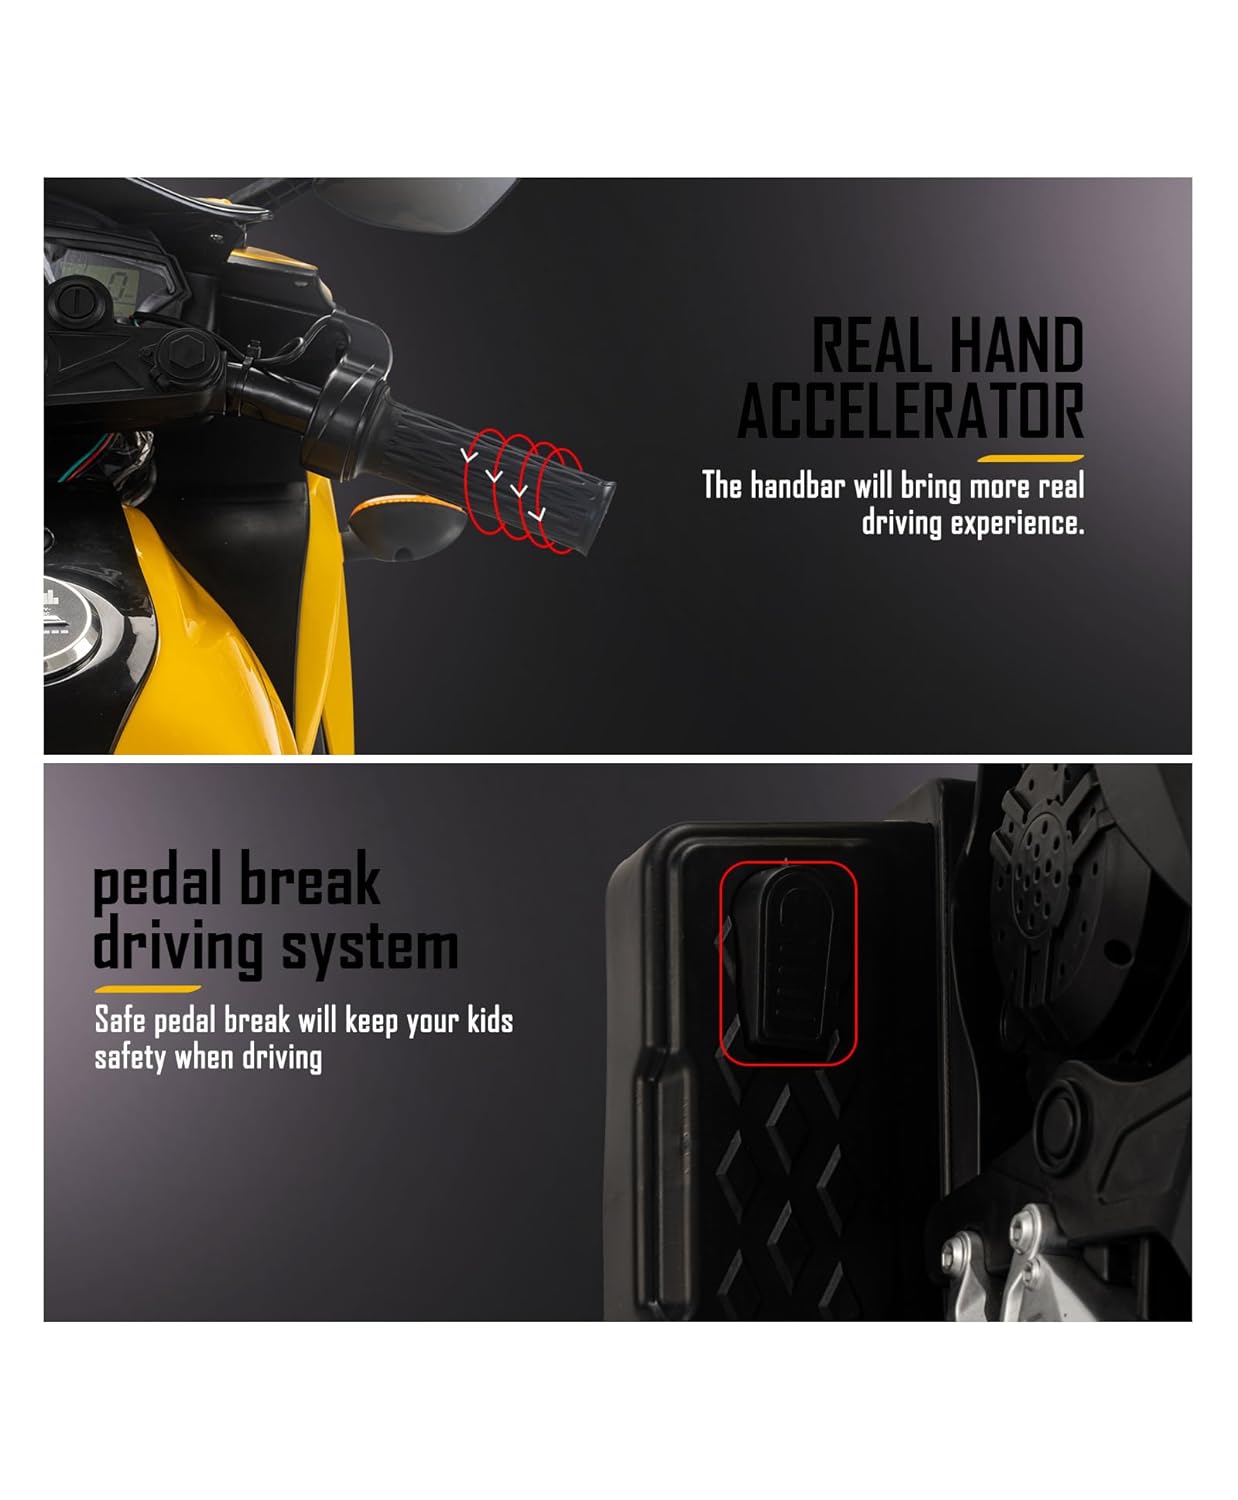 REAL HAND
ACCELERATOR
The handbar will bring more real
driving experience.
pedal break
driving system
Safe pedal break will keep your kids
safety when driving